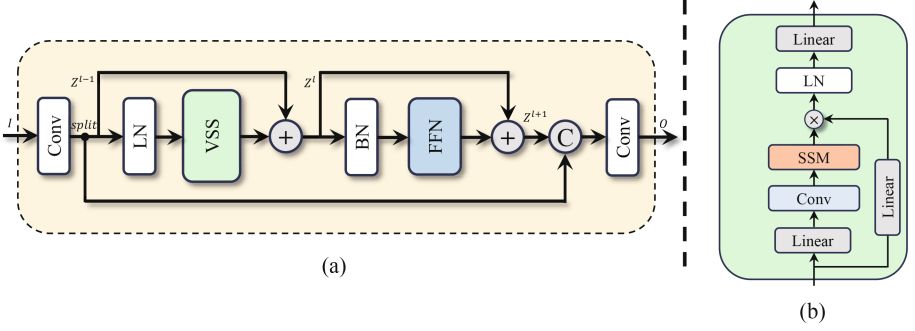 I
Conv
split
Z^{l-1}
LN
VSS
+
Z^{l}
BN
FFN
+
Z^{l+1}
C
Conv
O
(a)
Linear
LN
×
SSM
Conv
Linear
Linear
(b)